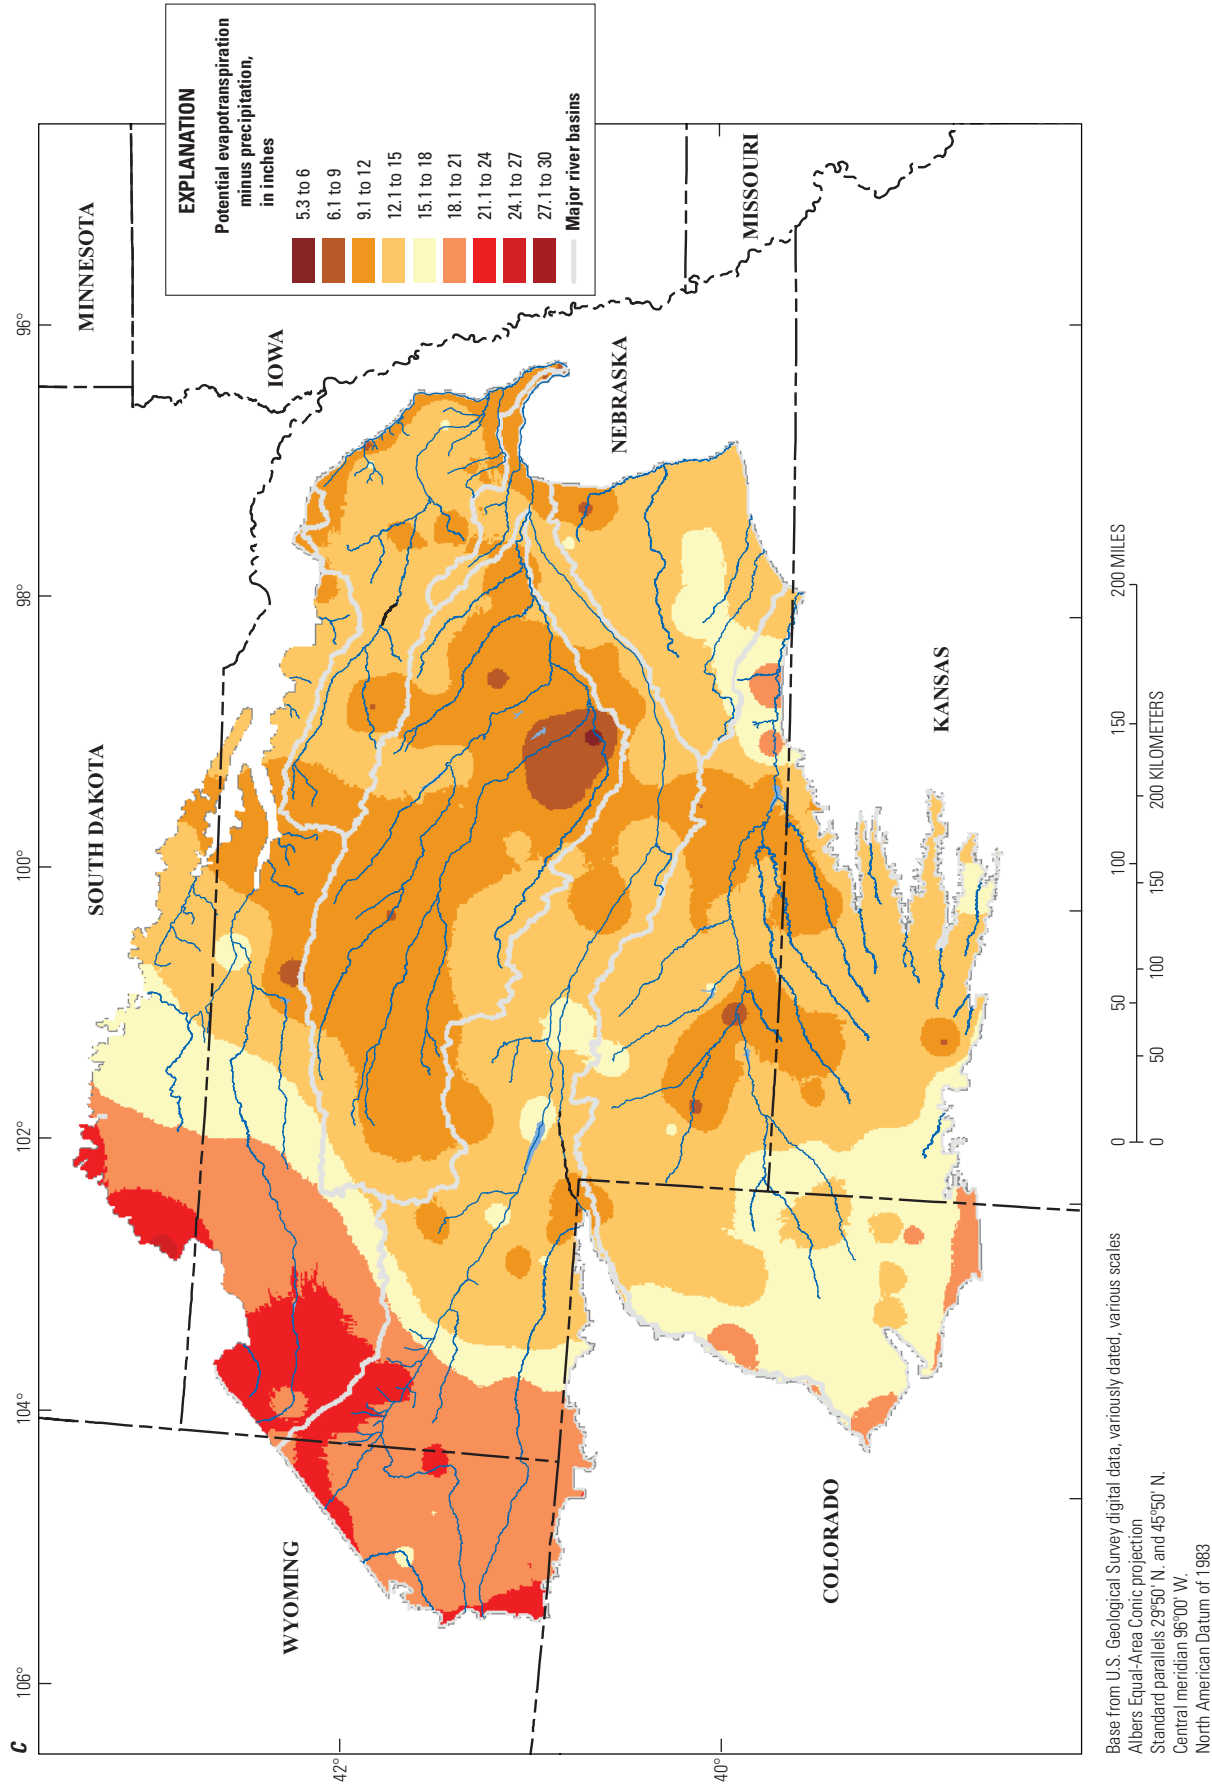 C
106°
104°
102°
100°
98°
96°
42°
40°
MINNESOTA
SOUTH DAKOTA
IOWA
WYOMING
NEBRASKA
MISSOURI
COLORADO
KANSAS
EXPLANATION
Potential evapotranspiration
minus precipitation,
in inches
5.3 to 6
6.1 to 9
9.1 to 12
12.1 to 15
15.1 to 18
18.1 to 21
21.1 to 24
24.1 to 27
27.1 to 30
Major river basins
0 50 100 150 200 MILES
0 50 100 150 200 KILOMETERS
Base from U.S. Geological Survey digital data, variously dated, various scales
Albers Equal-Area Conic projection
Standard parallels 29°50' N. and 45°50' N.
Central meridian 96°00' W.
North American Datum of 1983